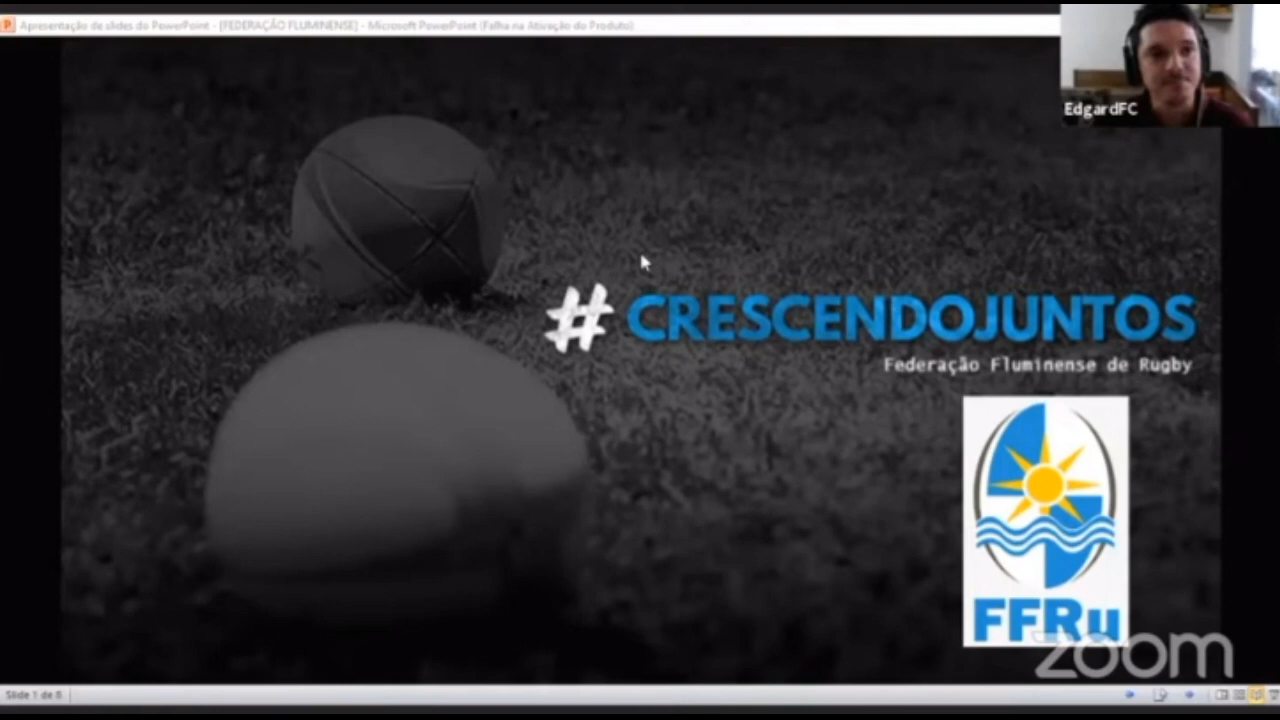 Apresentação de slides do PowerPoint - [FEDERAÇÃO FLUMINENSE] - Microsoft PowerPoint (Falha na Ativação do Produto)
EdgardFC
#CRESCENDOJUNTOS
Federação Fluminense de Rugby
FFRu
zoom
Slide 1 de 8